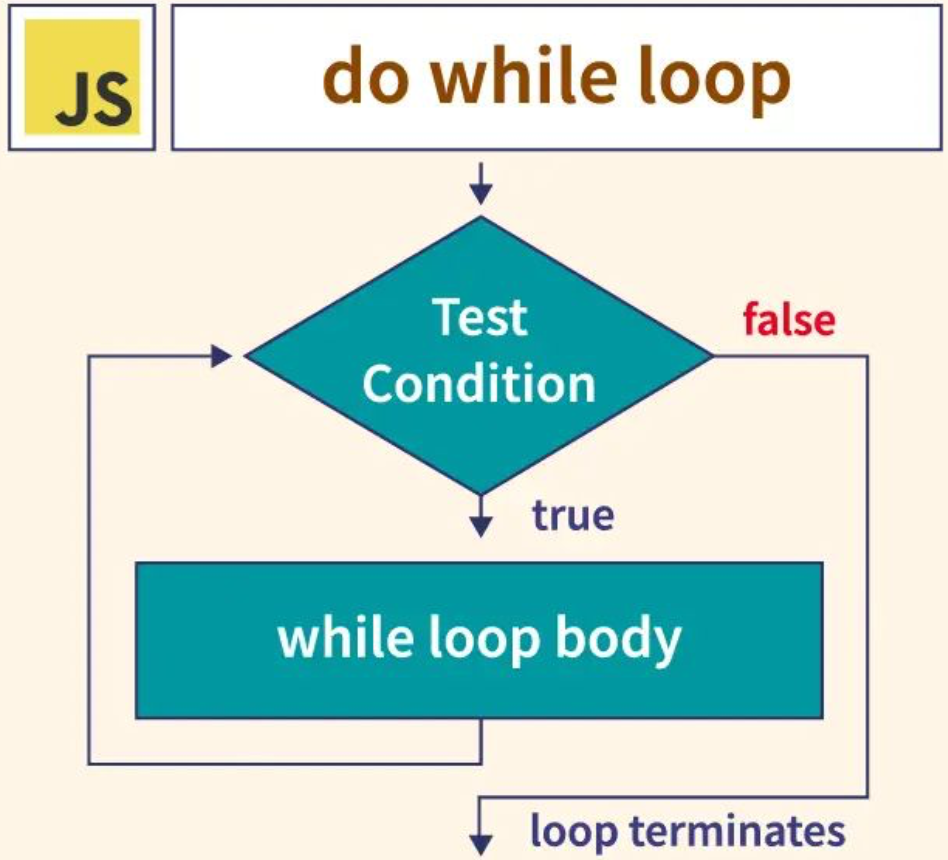 JS
do while loop
Test
Condition
false
true
while loop body
loop terminates